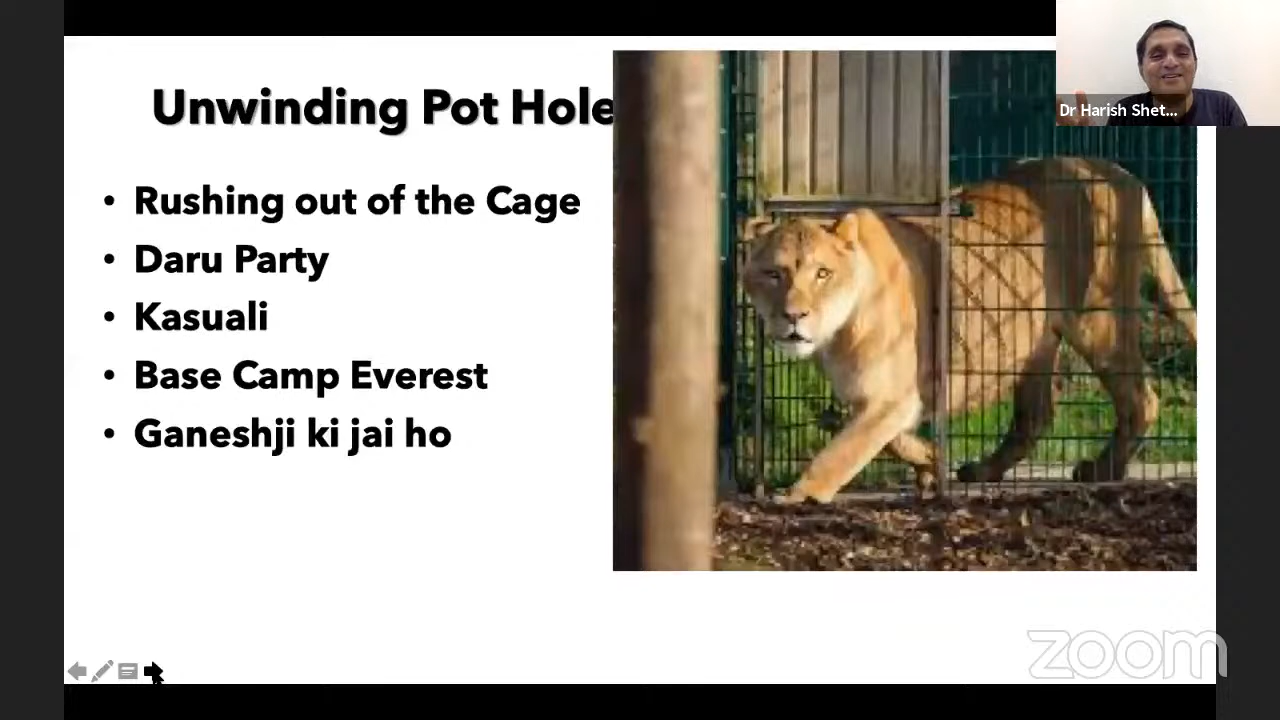 Unwinding Pot Hole
Dr Harish Shet...
• Rushing out of the Cage
• Daru Party
• Kasuali
• Base Camp Everest
• Ganeshji ki jai ho
zoom